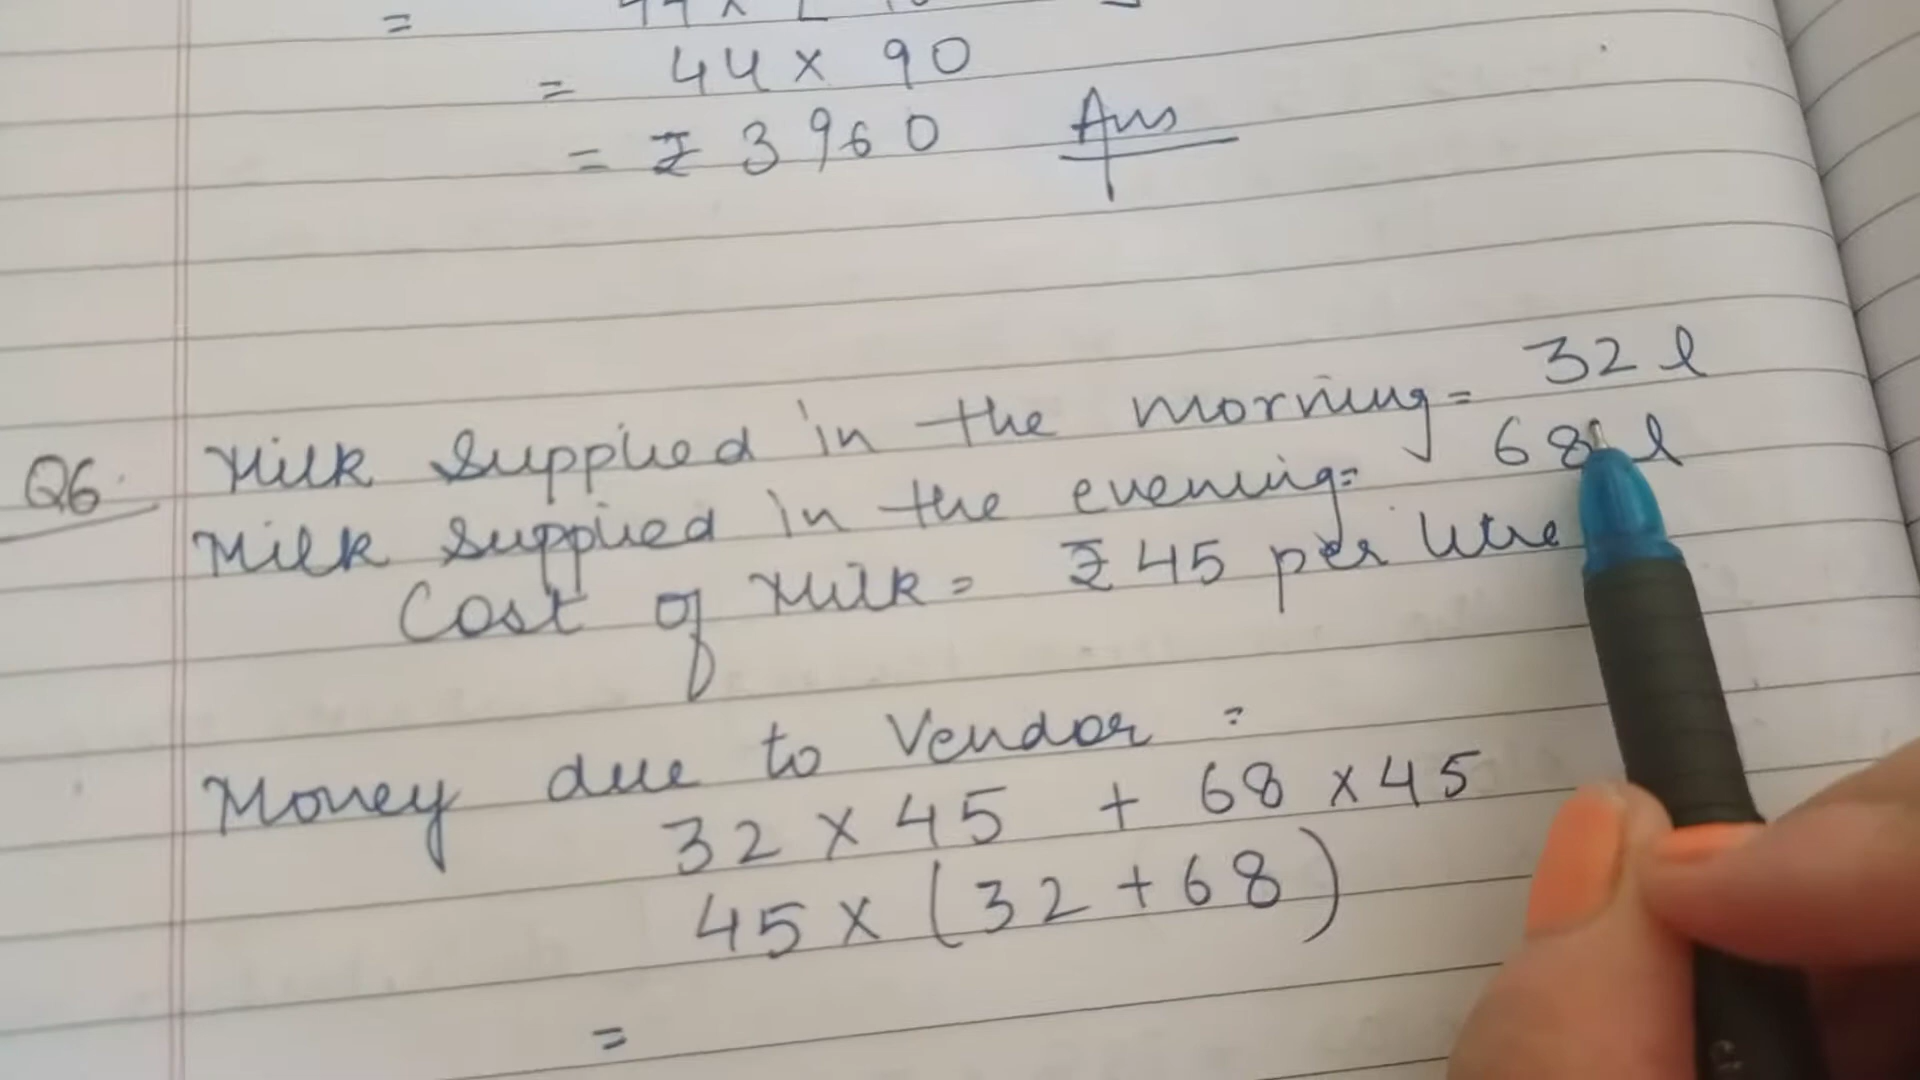 =
= 44 × 90
= ₹ 3960 Ans
Q6. Milk Supplied in the morning = 32 l
Milk Supplied in the evening = 68 l
Cost of Milk = ₹ 45 per litre
Money due to Vendor =
32 × 45 + 68 × 45
45 × (32 + 68)
=